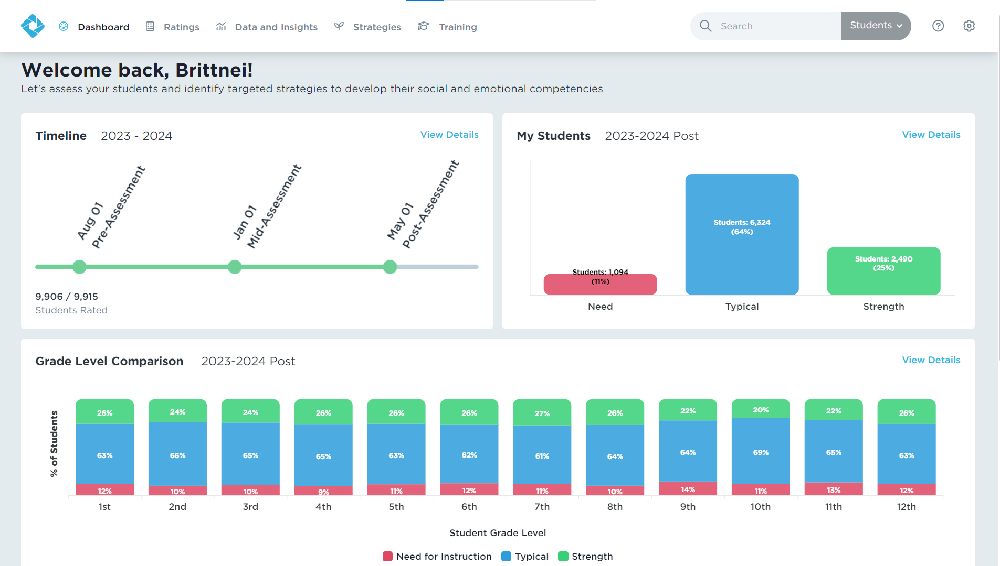 Dashboard
Ratings
Data and Insights
Strategies
Training
Search
Students
Welcome back, Brittnei!
Let's assess your students and identify targeted strategies to develop their social and emotional competencies
Timeline 2023 - 2024
View Details
Aug 01
Pre-Assessment
Jan 01
Mid-Assessment
May 01
Post-Assessment
9,906 / 9,915
Students Rated
My Students 2023-2024 Post
View Details
Students: 1,094
(11%)
Students: 6,324
(64%)
Students: 2,490
(25%)
Need
Typical
Strength
Grade Level Comparison 2023-2024 Post
View Details
% of Students
26% 24% 24% 26% 26% 26% 27% 26% 22% 20% 22% 26%
63% 66% 65% 65% 63% 62% 61% 64% 64% 69% 65% 63%
12% 10% 10% 9% 11% 12% 11% 10% 14% 11% 13% 12%
1st 2nd 3rd 4th 5th 6th 7th 8th 9th 10th 11th 12th
Student Grade Level
Need for Instruction Typical Strength